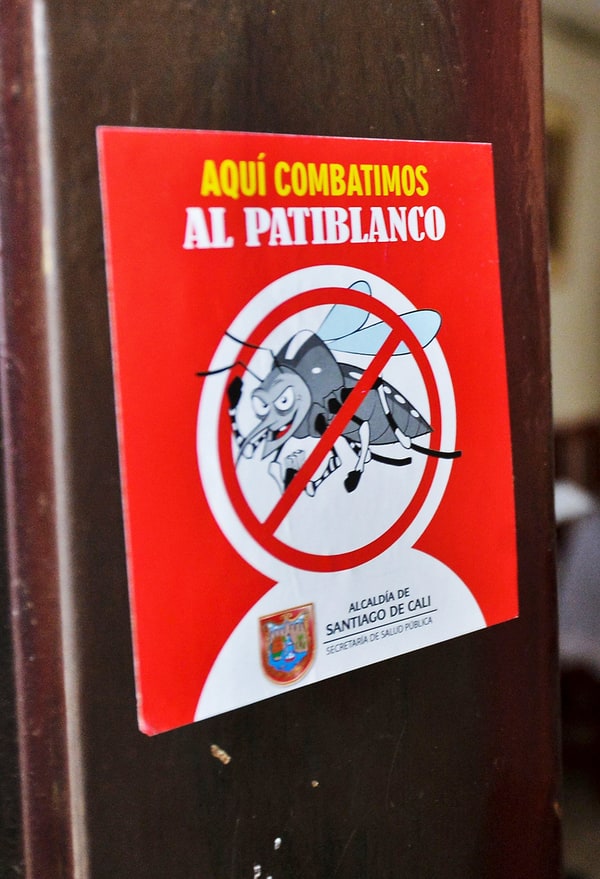 AQUÍ COMBATIMOS
AL PATIBLANCO
ALCALDÍA DE
SANTIAGO DE CALI
SECRETARÍA DE SALUD PÚBLICA